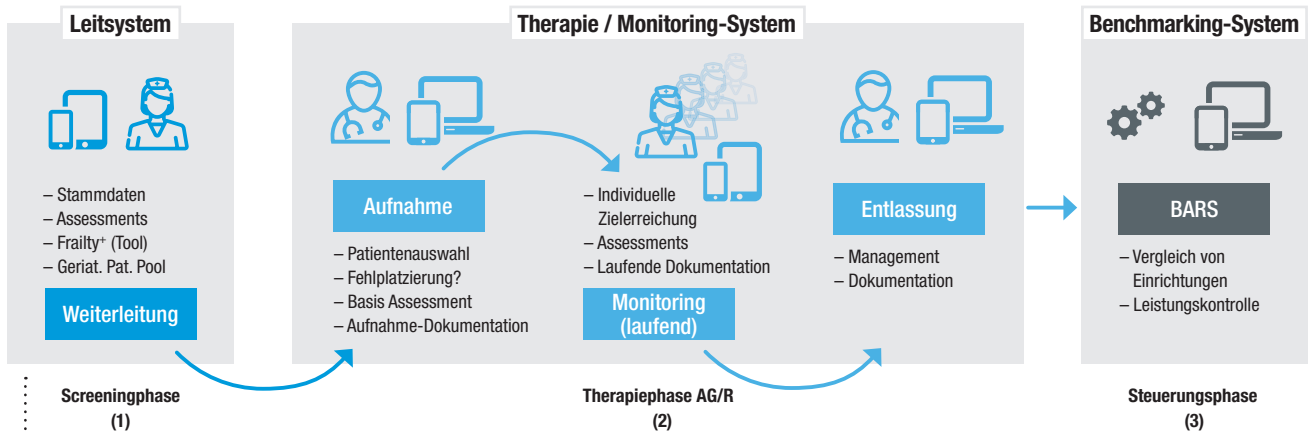 Leitsystem
– Stammdaten
– Assessments
– Frailty⁺ (Tool)
– Geriat. Pat. Pool
Weiterleitung
Screeningphase
(1)
Therapie / Monitoring-System
Aufnahme
– Patientenauswahl
– Fehlplatzierung?
– Basis Assessment
– Aufnahme-Dokumentation
– Individuelle
Zielerreichung
– Assessments
– Laufende Dokumentation
Monitoring
(laufend)
Entlassung
– Management
– Dokumentation
Therapiephase AG/R
(2)
Benchmarking-System
BARS
– Vergleich von
Einrichtungen
– Leistungskontrolle
Steuerungsphase
(3)